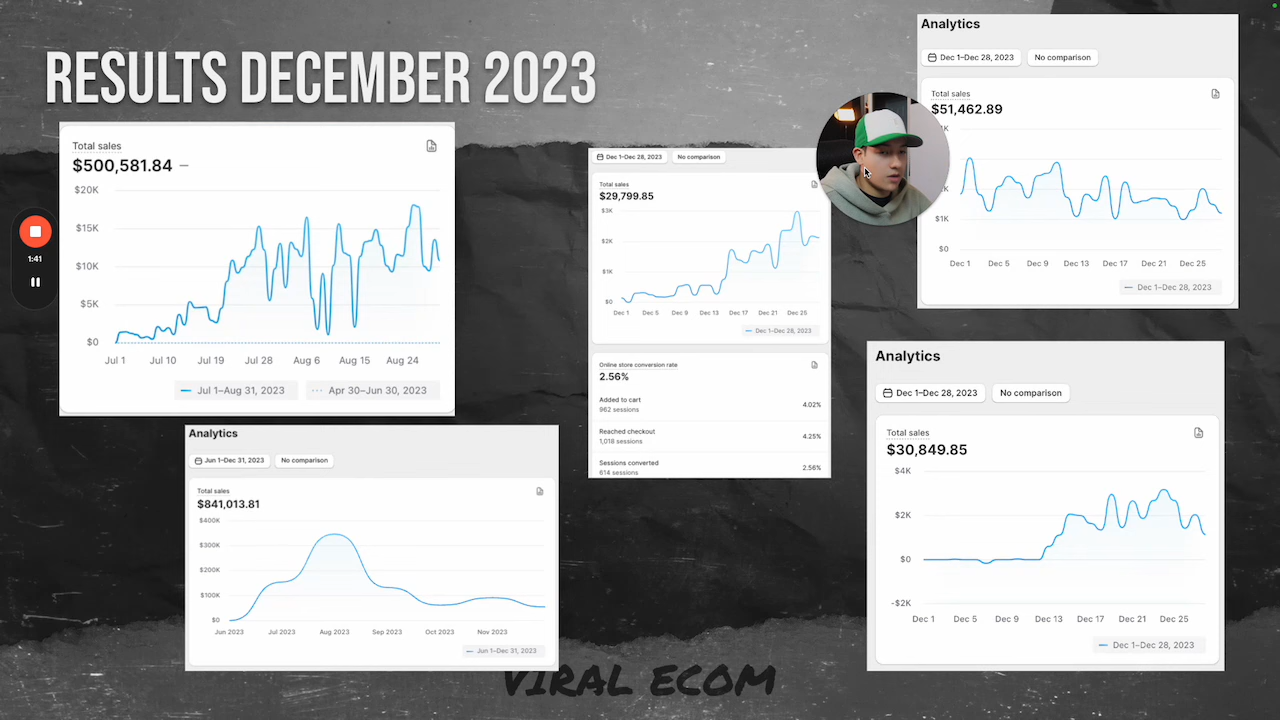 RESULTS DECEMBER 2023
Total sales
$500,581.84 —
$20K
$15K
$10K
$5K
$0
Jul 1 Jul 10 Jul 19 Jul 28 Aug 6 Aug 15 Aug 24
Jul 1–Aug 31, 2023 Apr 30–Jun 30, 2023
1:41
Analytics
Jun 1–Dec 31, 2023 No comparison
Total sales
$841,013.81
$400K
$300K
$200K
$100K
$0
Jun 2023 Jul 2023 Aug 2023 Sep 2023 Oct 2023 Nov 2023
Jun 1–Dec 31, 2023
Dec 1–Dec 28, 2023 No comparison
Total sales
$29,799.85
$3K
$2K
$1K
$0
Dec 1 Dec 5 Dec 9 Dec 13 Dec 17 Dec 21 Dec 25
Dec 1–Dec 28, 2023
Online store conversion rate
2.56%
Added to cart
962 sessions
4.02%
Reached checkout
1,018 sessions
4.25%
Sessions converted
614 sessions
2.56%
Analytics
Dec 1–Dec 28, 2023 No comparison
Total sales
$51,462.89
$1K
$0
Dec 1 Dec 5 Dec 9 Dec 13 Dec 17 Dec 21 Dec 25
Dec 1–Dec 28, 2023
Analytics
Dec 1–Dec 28, 2023 No comparison
Total sales
$30,849.85
$4K
$2K
$0
-$2K
Dec 1 Dec 5 Dec 9 Dec 13 Dec 17 Dec 21 Dec 25
Dec 1–Dec 28, 2023
VIRAL ECOM